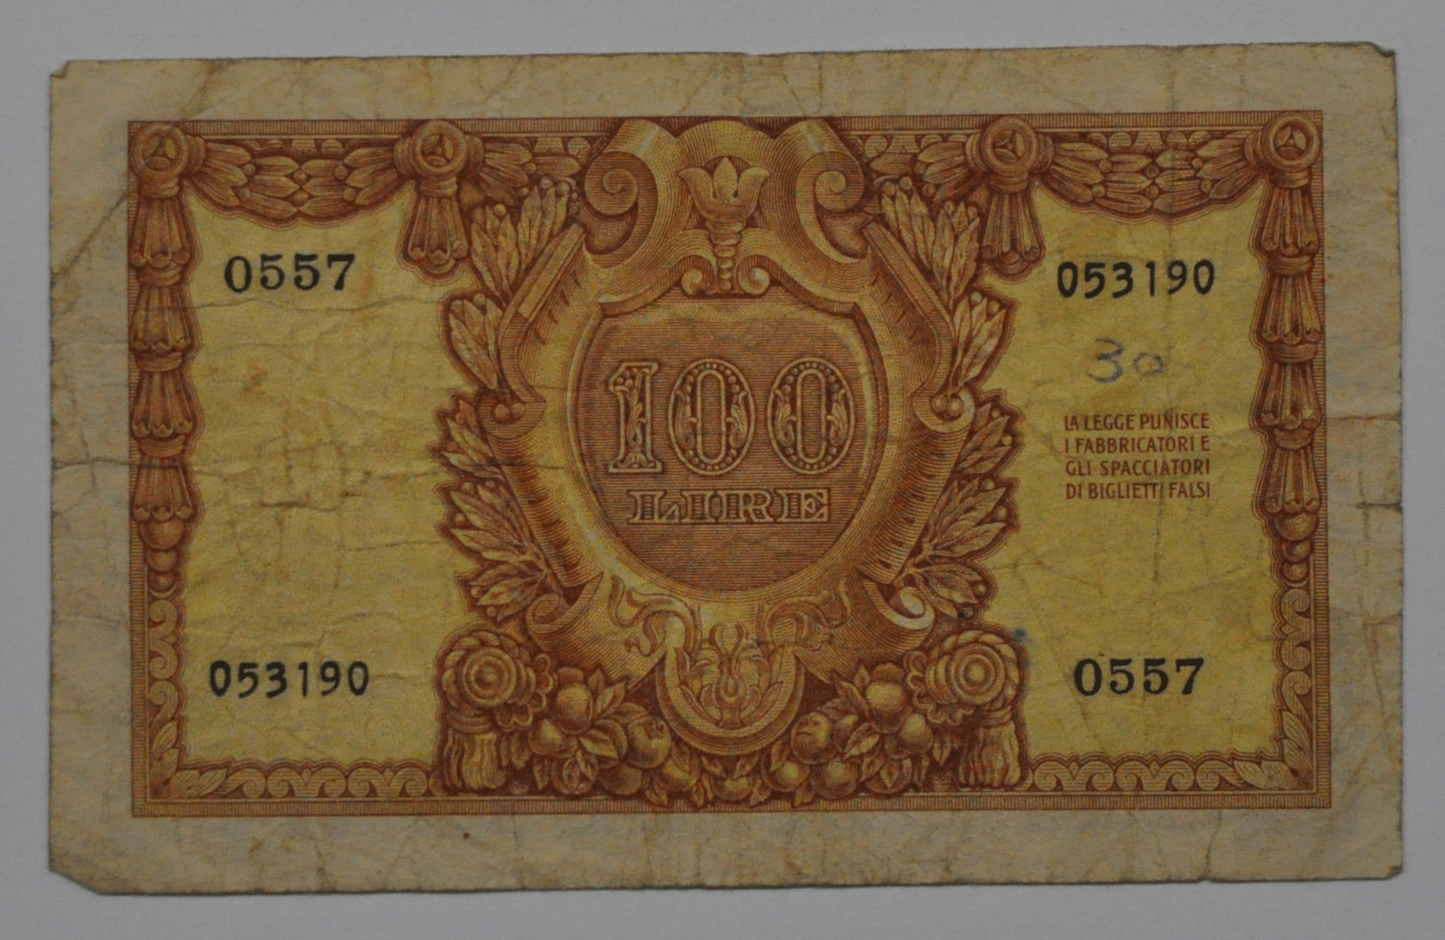 0557
053190
30
100
LIRE
LA LEGGE PUNISCE
I FABBRICATORI E
GLI SPACCIATORI
DI BIGLIETTI FALSI
053190
0557